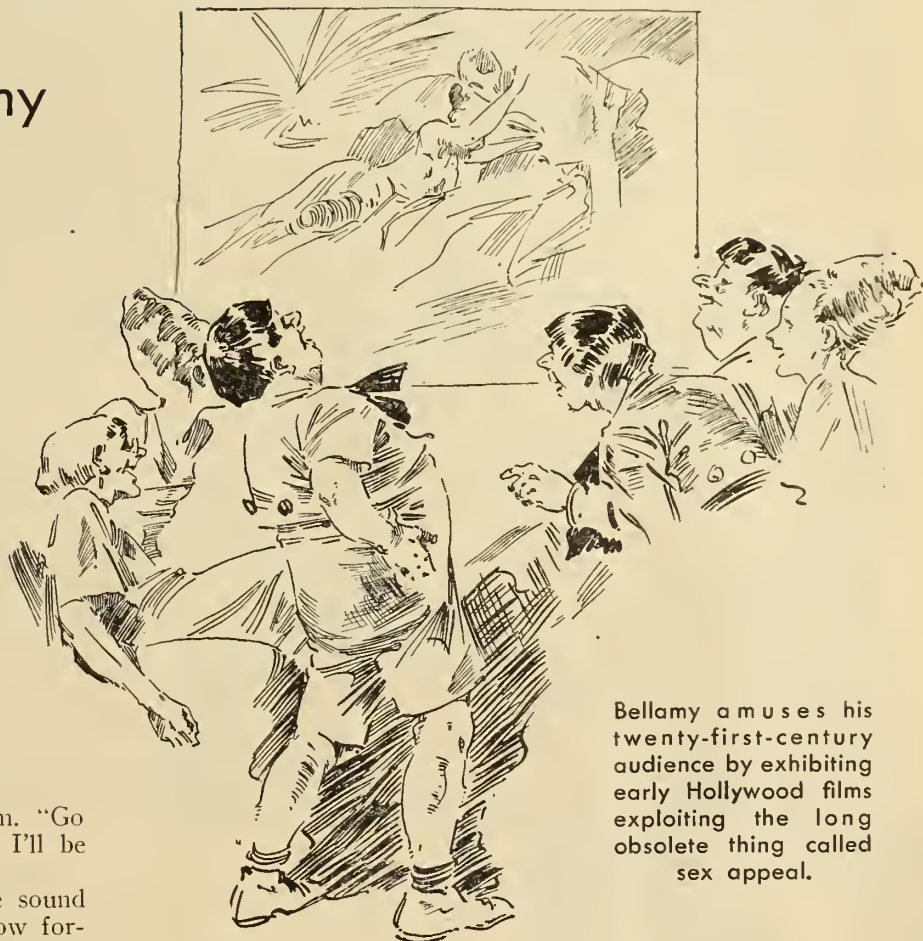 ny
n. “Go
I’ll be
e sound
ow for-
Bellamy amuses his
twenty-first-century
audience by exhibiting
early Hollywood films
exploiting the long
obsolete thing called
sex appeal.